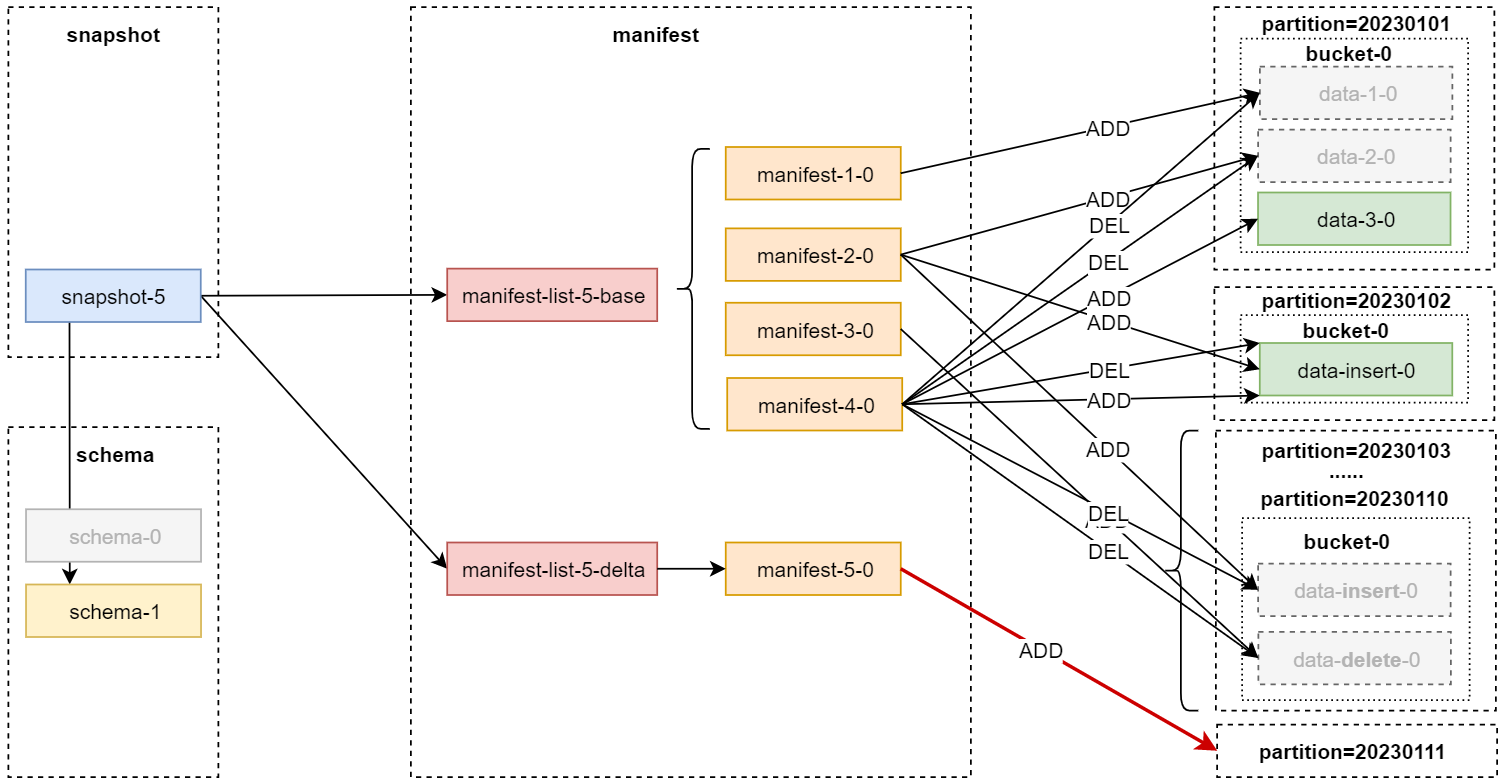 snapshot
snapshot-5
schema
schema-0
schema-1
manifest
manifest-list-5-base
manifest-list-5-delta
manifest-1-0
manifest-2-0
manifest-3-0
manifest-4-0
manifest-5-0
ADD
ADD
DEL
DEL
ADD
ADD
DEL
ADD
ADD
DEL
ADD
DEL
ADD
partition=20230101
bucket-0
data-1-0
data-2-0
data-3-0
partition=20230102
bucket-0
data-insert-0
partition=20230103
......
partition=20230110
bucket-0
data-insert-0
data-delete-0
partition=20230111